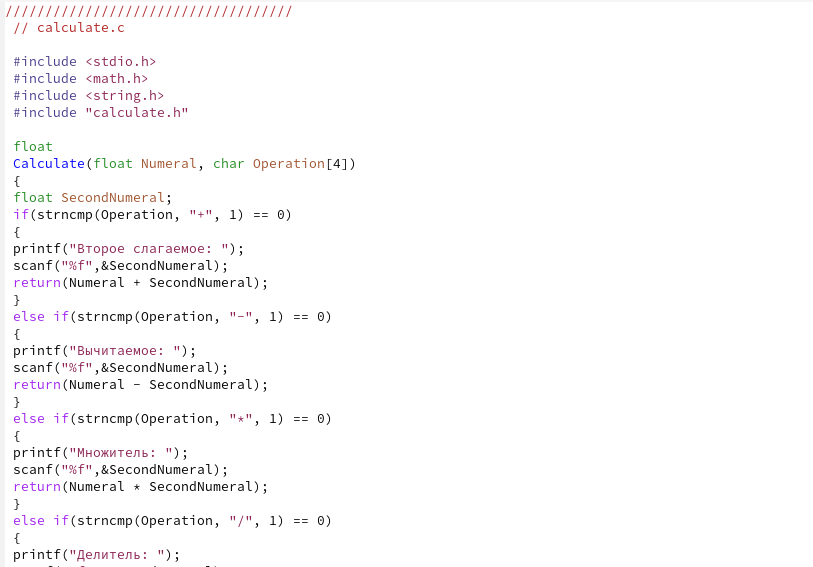 ////////////////////////////////////
// calculate.c
#include <stdio.h>
#include <math.h>
#include <string.h>
#include "calculate.h"
float
Calculate(float Numeral, char Operation[4])
{
float SecondNumeral;
if(strncmp(Operation, "+", 1) == 0)
{
printf("Второе слагаемое: ");
scanf("%f",&SecondNumeral);
return(Numeral + SecondNumeral);
}
else if(strncmp(Operation, "-", 1) == 0)
{
printf("Вычитаемое: ");
scanf("%f",&SecondNumeral);
return(Numeral - SecondNumeral);
}
else if(strncmp(Operation, "*", 1) == 0)
{
printf("Множитель: ");
scanf("%f",&SecondNumeral);
return(Numeral * SecondNumeral);
}
else if(strncmp(Operation, "/", 1) == 0)
{
printf("Делитель: ");